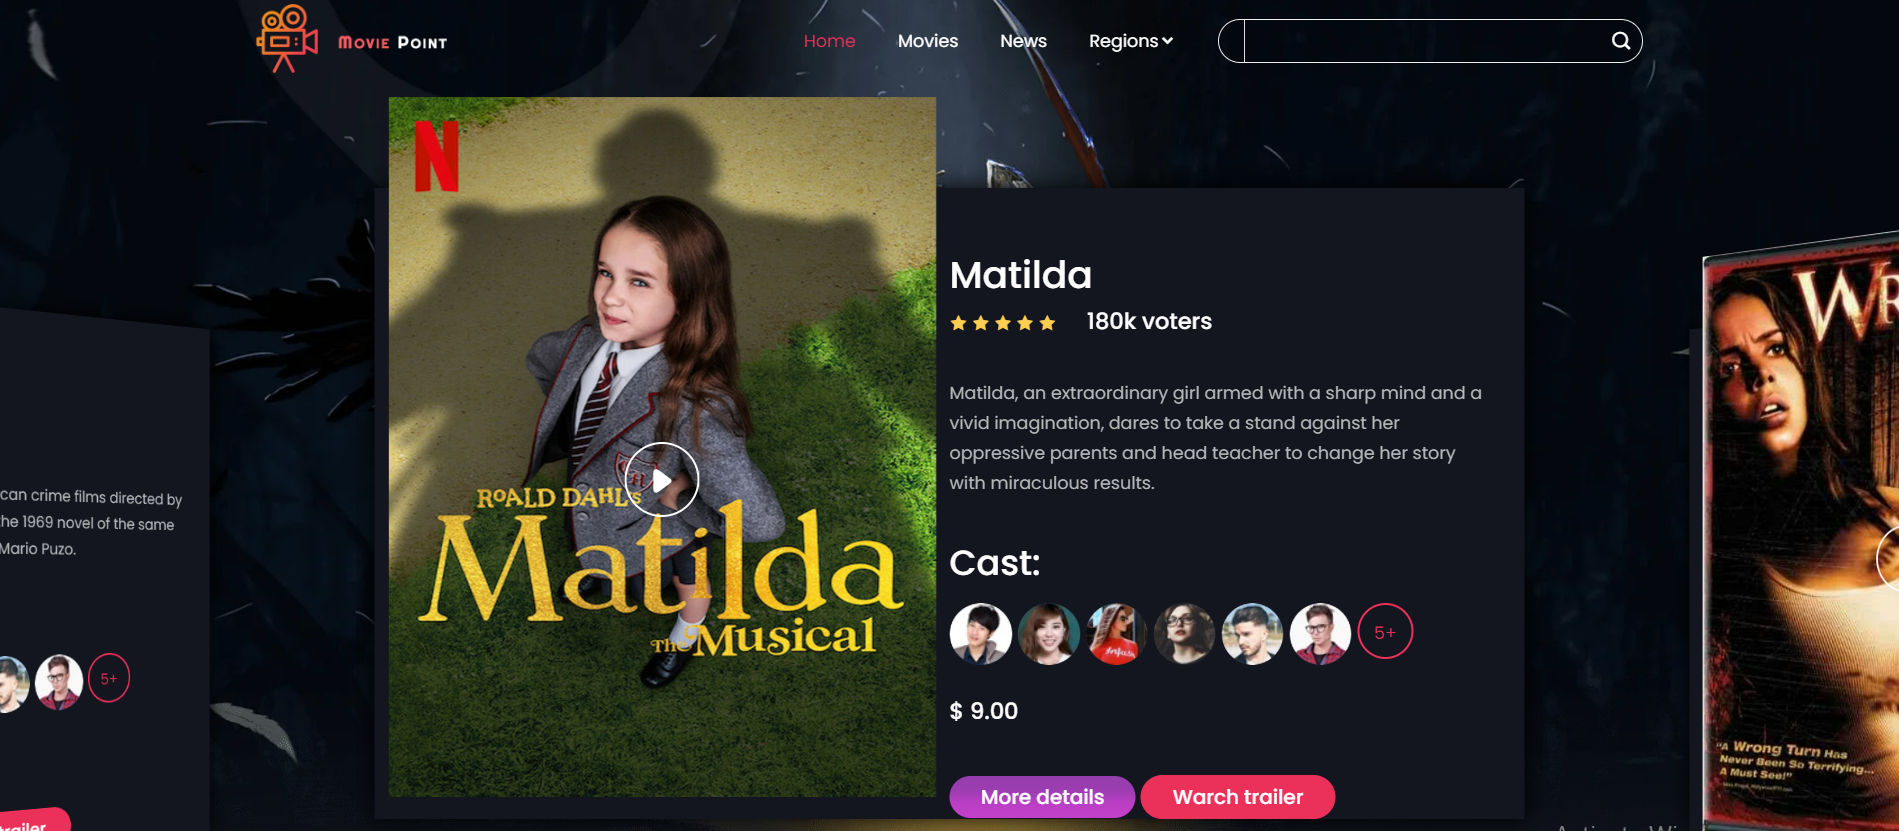 Movie Point
Home
Movies
News
Regions
N
ROALD DAHL'S
Matilda
The Musical
Matilda
180k voters
Matilda, an extraordinary girl armed with a sharp mind and a
vivid imagination, dares to take a stand against her
oppressive parents and head teacher to change her story
with miraculous results.
Cast:
5+
$ 9.00
More details
Warch trailer
can crime films directed by
he 1969 novel of the same
Mario Puzo.
5+
railer
WR
"A Wrong Turn Has
Never Been So Terrifying...
A Must See!"